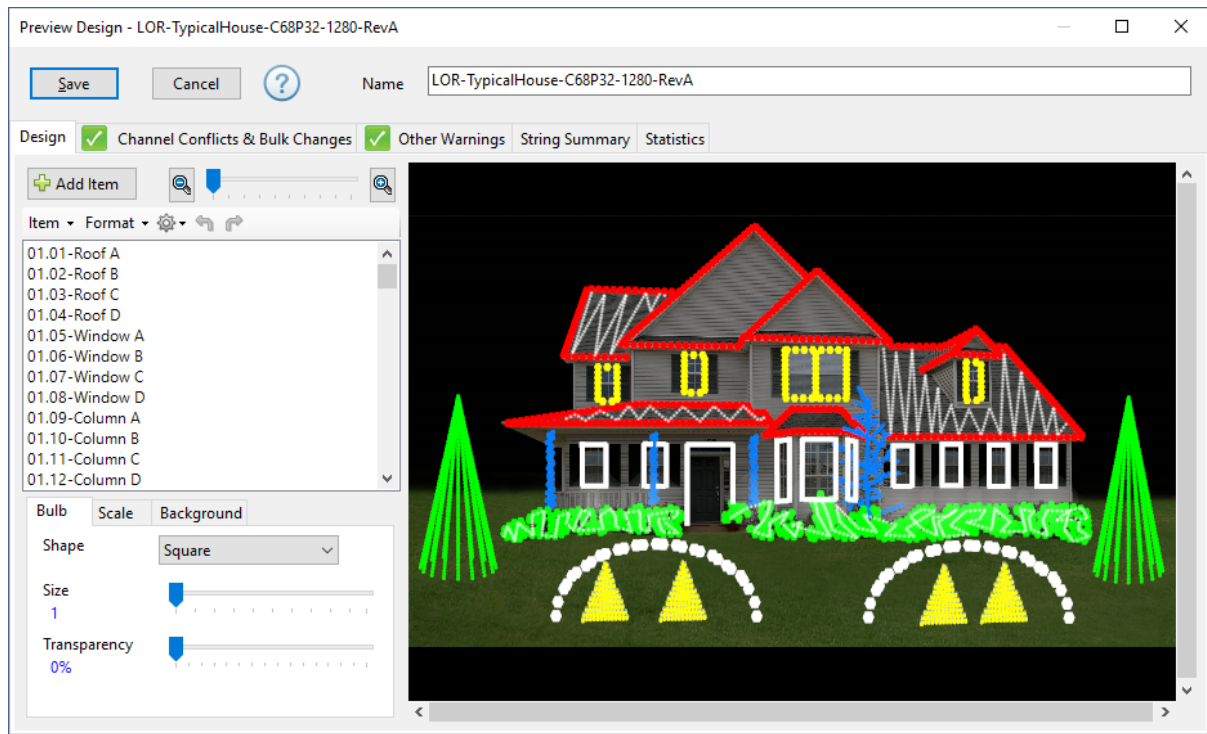 Preview Design - LOR-TypicalHouse-C68P32-1280-RevA
Save Cancel ? Name LOR-TypicalHouse-C68P32-1280-RevA
Design Channel Conflicts & Bulk Changes Other Warnings String Summary Statistics
Add Item
Item Format
01.01-Roof A
01.02-Roof B
01.03-Roof C
01.04-Roof D
01.05-Window A
01.06-Window B
01.07-Window C
01.08-Window D
01.09-Column A
01.10-Column B
01.11-Column C
01.12-Column D
Bulb Scale Background
Shape Square
Size
1
Transparency
0%